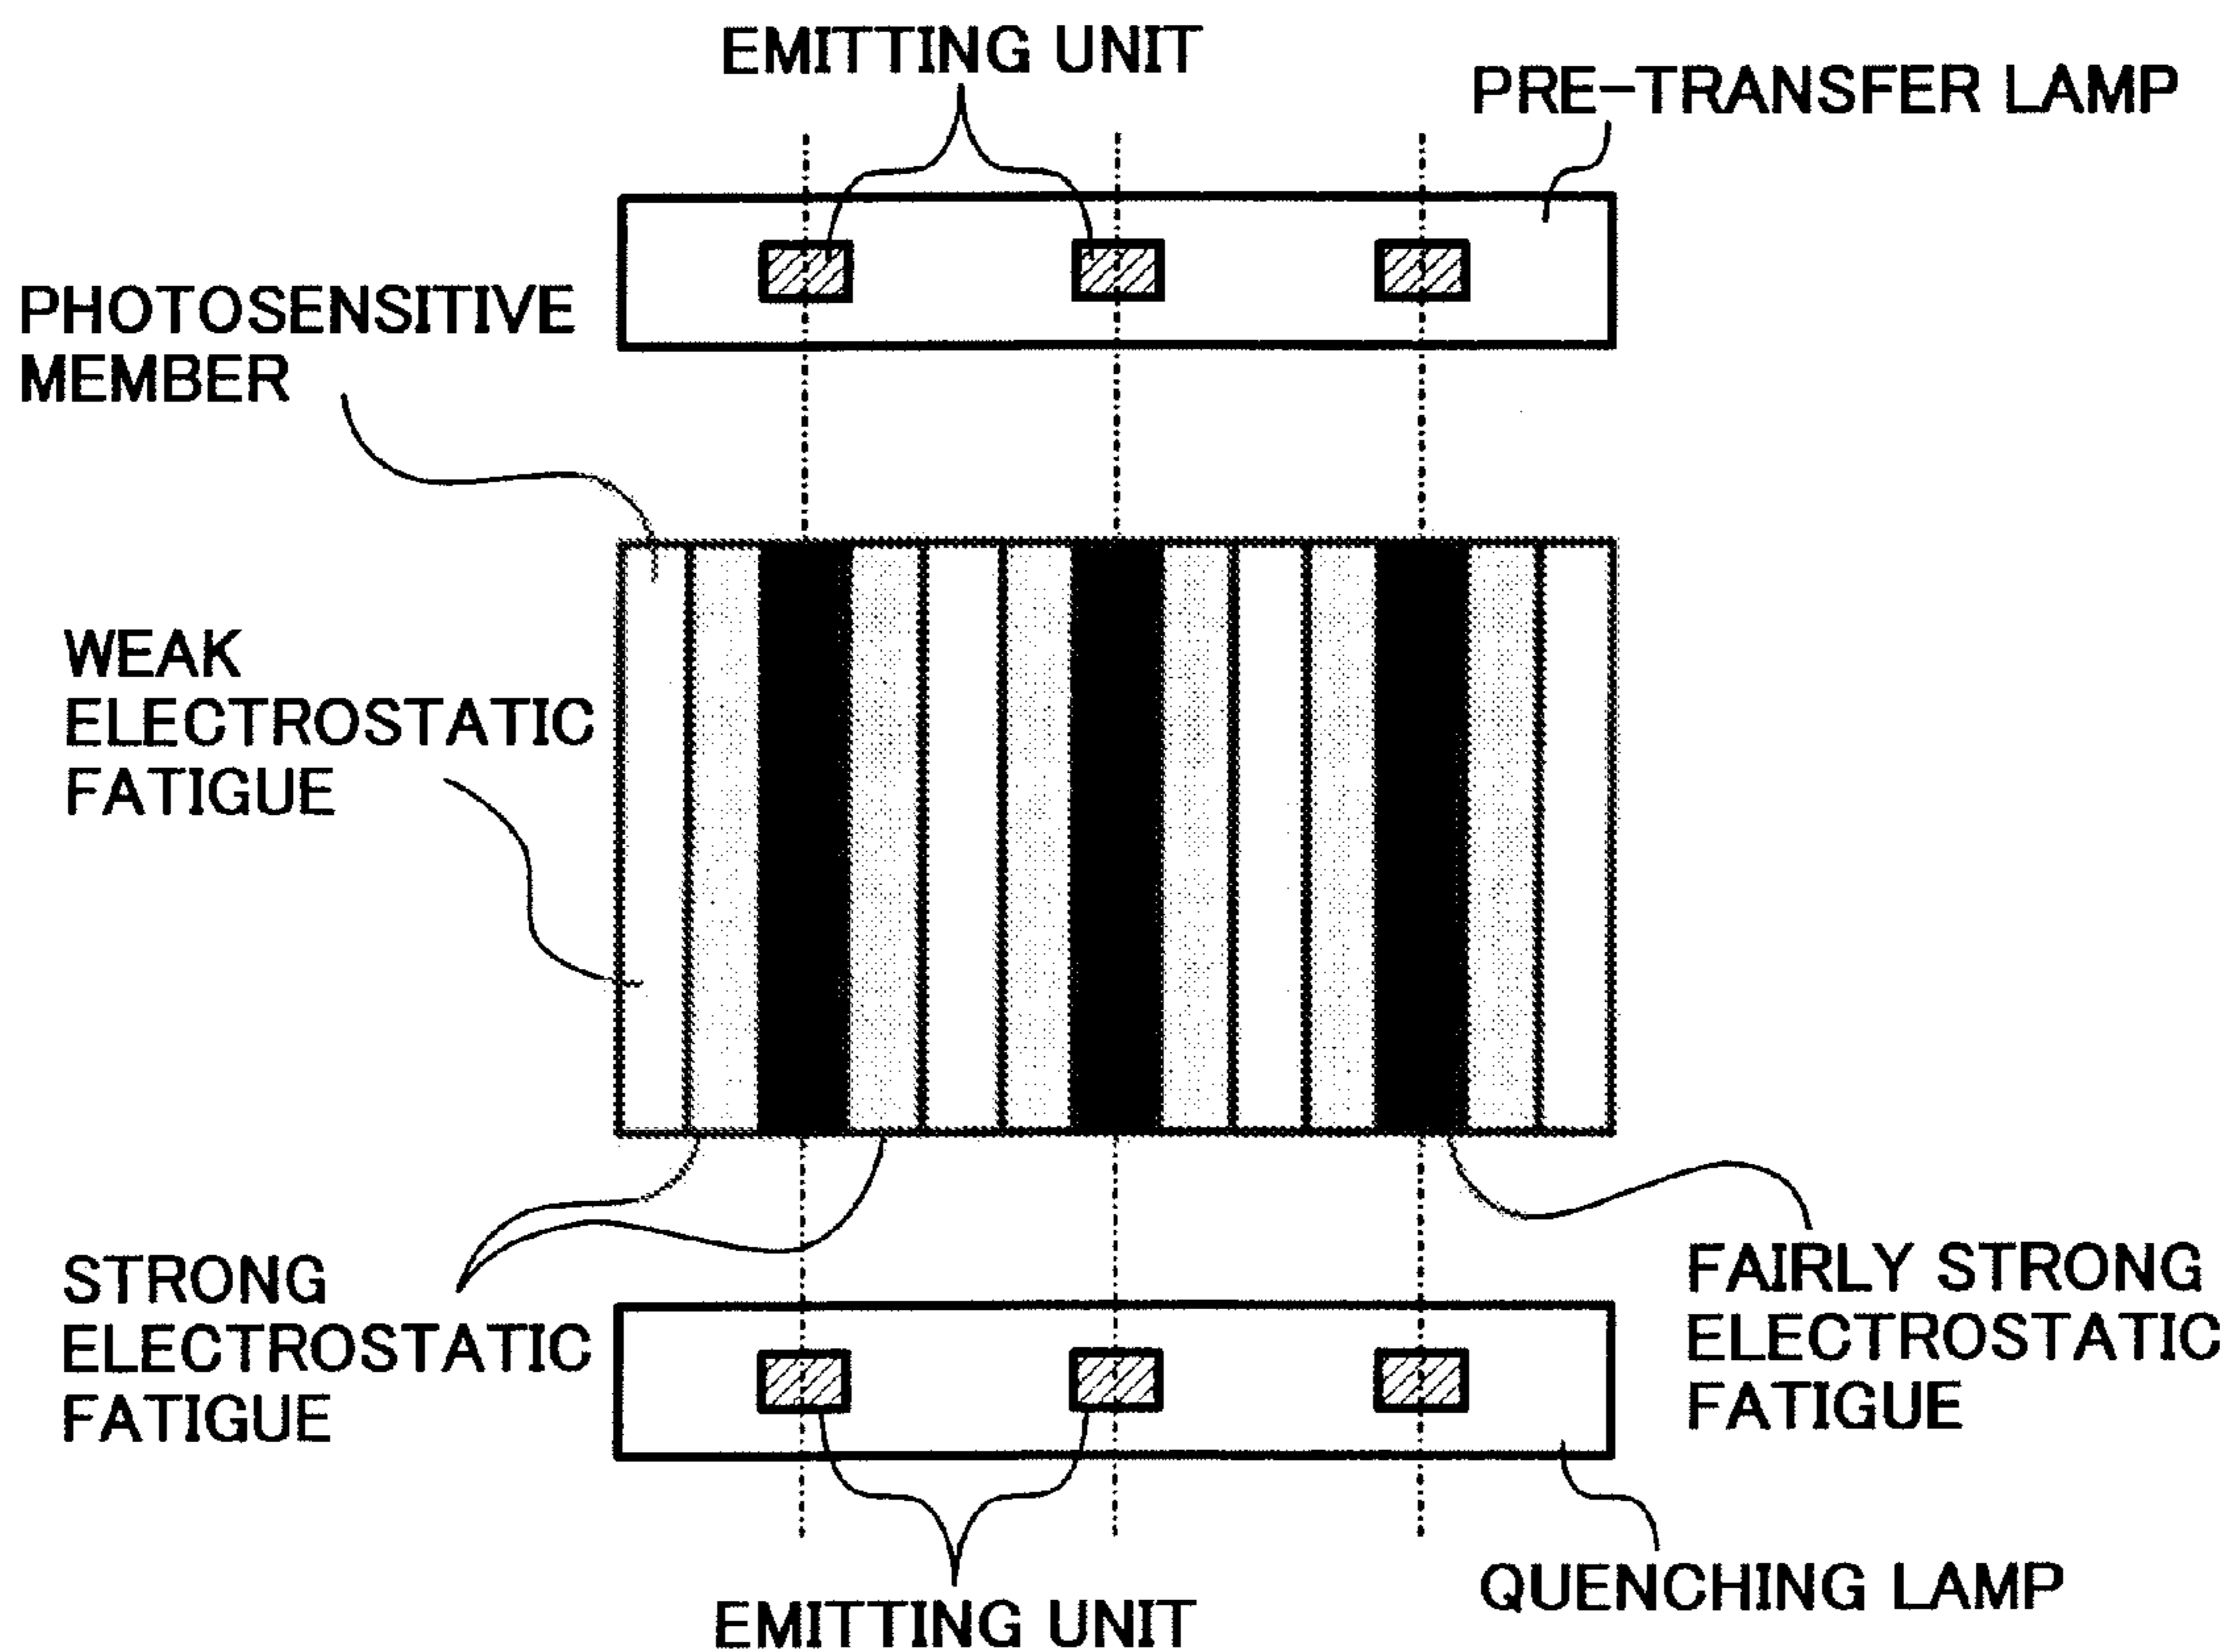 EMITTING UNIT
PRE-TRANSFER LAMP
PHOTOSENSITIVE
MEMBER
WEAK
ELECTROSTATIC
FATIGUE
STRONG
ELECTROSTATIC
FATIGUE
FAIRLY STRONG
ELECTROSTATIC
FATIGUE
QUENCHING LAMP
EMITTING UNIT